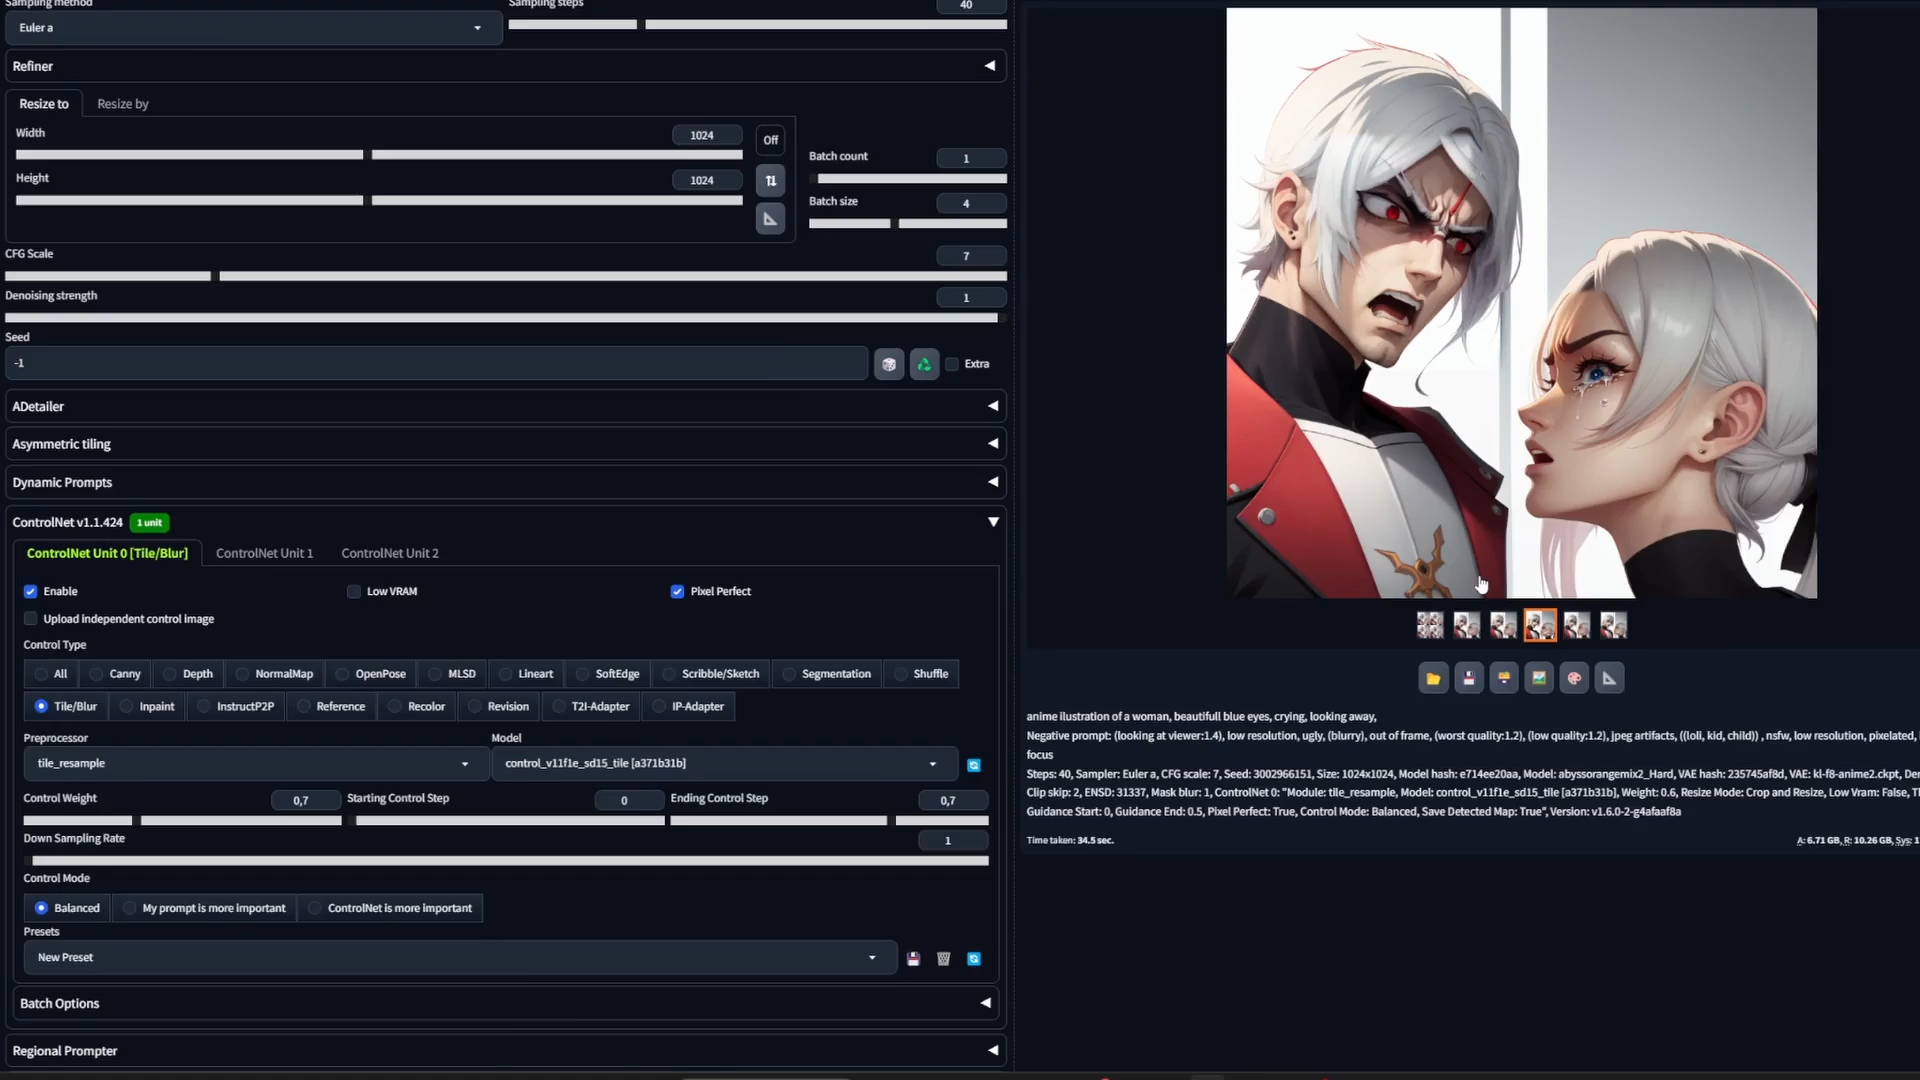 Sampling method
Sampling steps
40
Euler a
Refiner
Resize to
Resize by
Width
1024
Off
Height
1024
Batch count
1
Batch size
4
CFG Scale
7
Denoising strength
1
Seed
-1
Extra
ADetailer
Asymmetric tiling
Dynamic Prompts
ControlNet v1.1.424
1 unit
ControlNet Unit 0 [Tile/Blur]
ControlNet Unit 1
ControlNet Unit 2
Enable
Low VRAM
Pixel Perfect
Upload independent control image
Control Type
All
Canny
Depth
NormalMap
OpenPose
MLSD
Lineart
SoftEdge
Scribble/Sketch
Segmentation
Shuffle
Tile/Blur
Inpaint
InstructP2P
Reference
Recolor
Revision
T2I-Adapter
IP-Adapter
Preprocessor
Model
tile_resample
control_v11f1e_sd15_tile [a371b31b]
Control Weight
0,7
Starting Control Step
0
Ending Control Step
0,7
Down Sampling Rate
1
Control Mode
Balanced
My prompt is more important
ControlNet is more important
Presets
New Preset
Batch Options
Regional Prompter
anime ilustration of a woman, beautifull blue eyes, crying, looking away,
Negative prompt: (looking at viewer:1.4), low resolution, ugly, (blurry), out of frame, (worst quality:1.2), (low quality:1.2), jpeg artifacts, ((loli, kid, child)) , nsfw, low resolution, pixelated,
focus
Steps: 40, Sampler: Euler a, CFG scale: 7, Seed: 3002966151, Size: 1024x1024, Model hash: e714ee20aa, Model: abyssorangemix2_Hard, VAE hash: 235745af8d, VAE: kl-f8-anime2.ckpt, Der
Clip skip: 2, ENSD: 31337, Mask blur: 1, ControlNet 0: "Module: tile_resample, Model: control_v11f1e_sd15_tile [a371b31b], Weight: 0.6, Resize Mode: Crop and Resize, Low Vram: False, T
Guidance Start: 0, Guidance End: 0.5, Pixel Perfect: True, Control Mode: Balanced, Save Detected Map: True", Version: v1.6.0-2-g4afaaf8a
Time taken: 34.5 sec.
A: 6.71 GB, R: 10.26 GB, Sys: 1